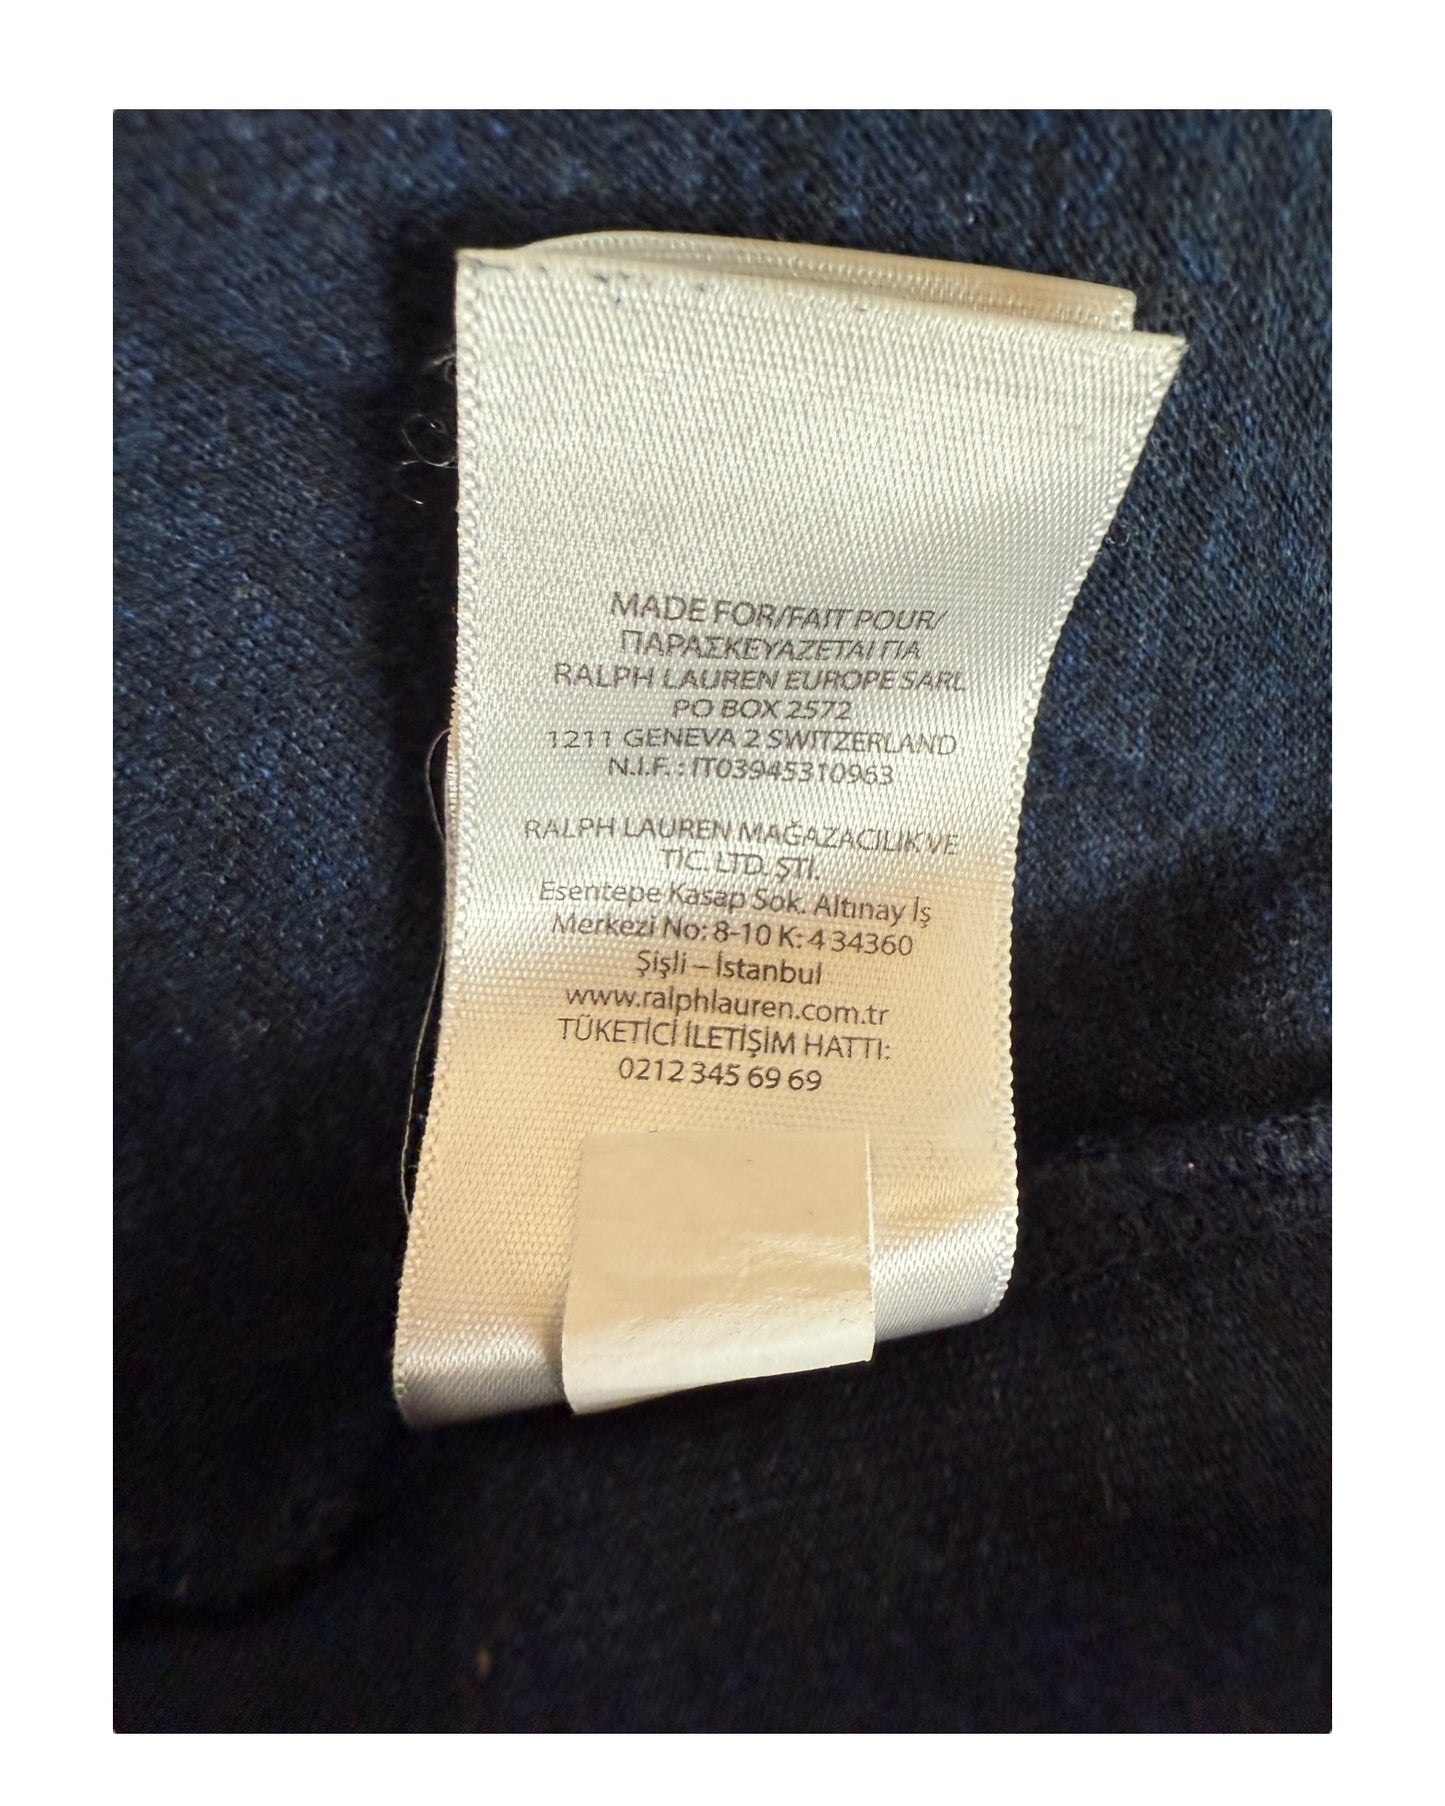 MADE FOR/FAIT POUR/
ΠΑΡΑΣΚΕΥΑΖΕΤΑΙ ΓΙΑ
RALPH LAUREN EUROPE SARL
PO BOX 2572
1211 GENEVA 2 SWITZERLAND
N.I.F. : IT03945310963
RALPH LAUREN MAĞAZACILIK VE
TİC. LTD. ŞTİ.
Esentepe Kasap Sok. Altınay İş
Merkezi No: 8-10 K: 4 34360
Şişli – İstanbul
www.ralphlauren.com.tr
TÜKETİCİ İLETİŞİM HATTI:
0212 345 69 69